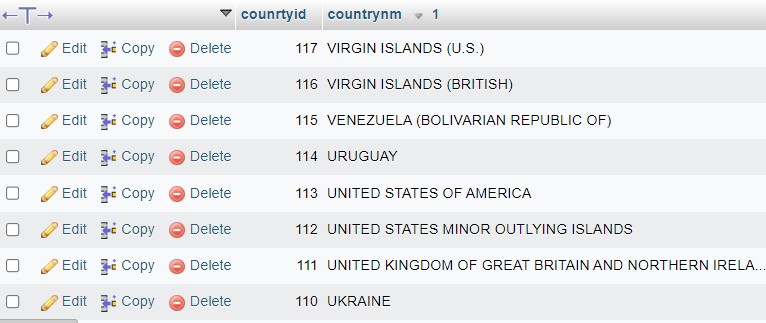 ←T→ counrtyid countrynm 1
Edit Copy Delete 117 VIRGIN ISLANDS (U.S.)
Edit Copy Delete 116 VIRGIN ISLANDS (BRITISH)
Edit Copy Delete 115 VENEZUELA (BOLIVARIAN REPUBLIC OF)
Edit Copy Delete 114 URUGUAY
Edit Copy Delete 113 UNITED STATES OF AMERICA
Edit Copy Delete 112 UNITED STATES MINOR OUTLYING ISLANDS
Edit Copy Delete 111 UNITED KINGDOM OF GREAT BRITAIN AND NORTHERN IRELA...
Edit Copy Delete 110 UKRAINE